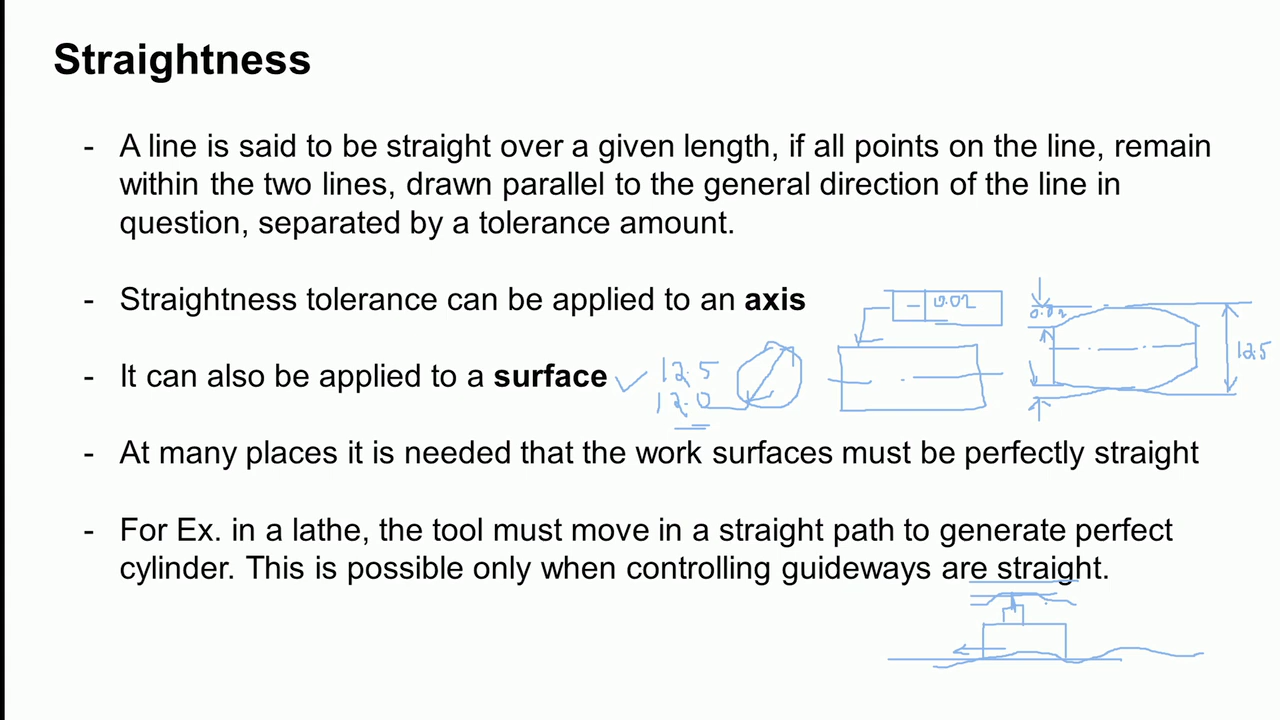 Straightness
- A line is said to be straight over a given length, if all points on the line, remain
within the two lines, drawn parallel to the general direction of the line in
question, separated by a tolerance amount.
- Straightness tolerance can be applied to an axis
0.02
0.02
- It can also be applied to a surface
12.5
12.0
12.5
- At many places it is needed that the work surfaces must be perfectly straight
- For Ex. in a lathe, the tool must move in a straight path to generate perfect
cylinder. This is possible only when controlling guideways are straight.